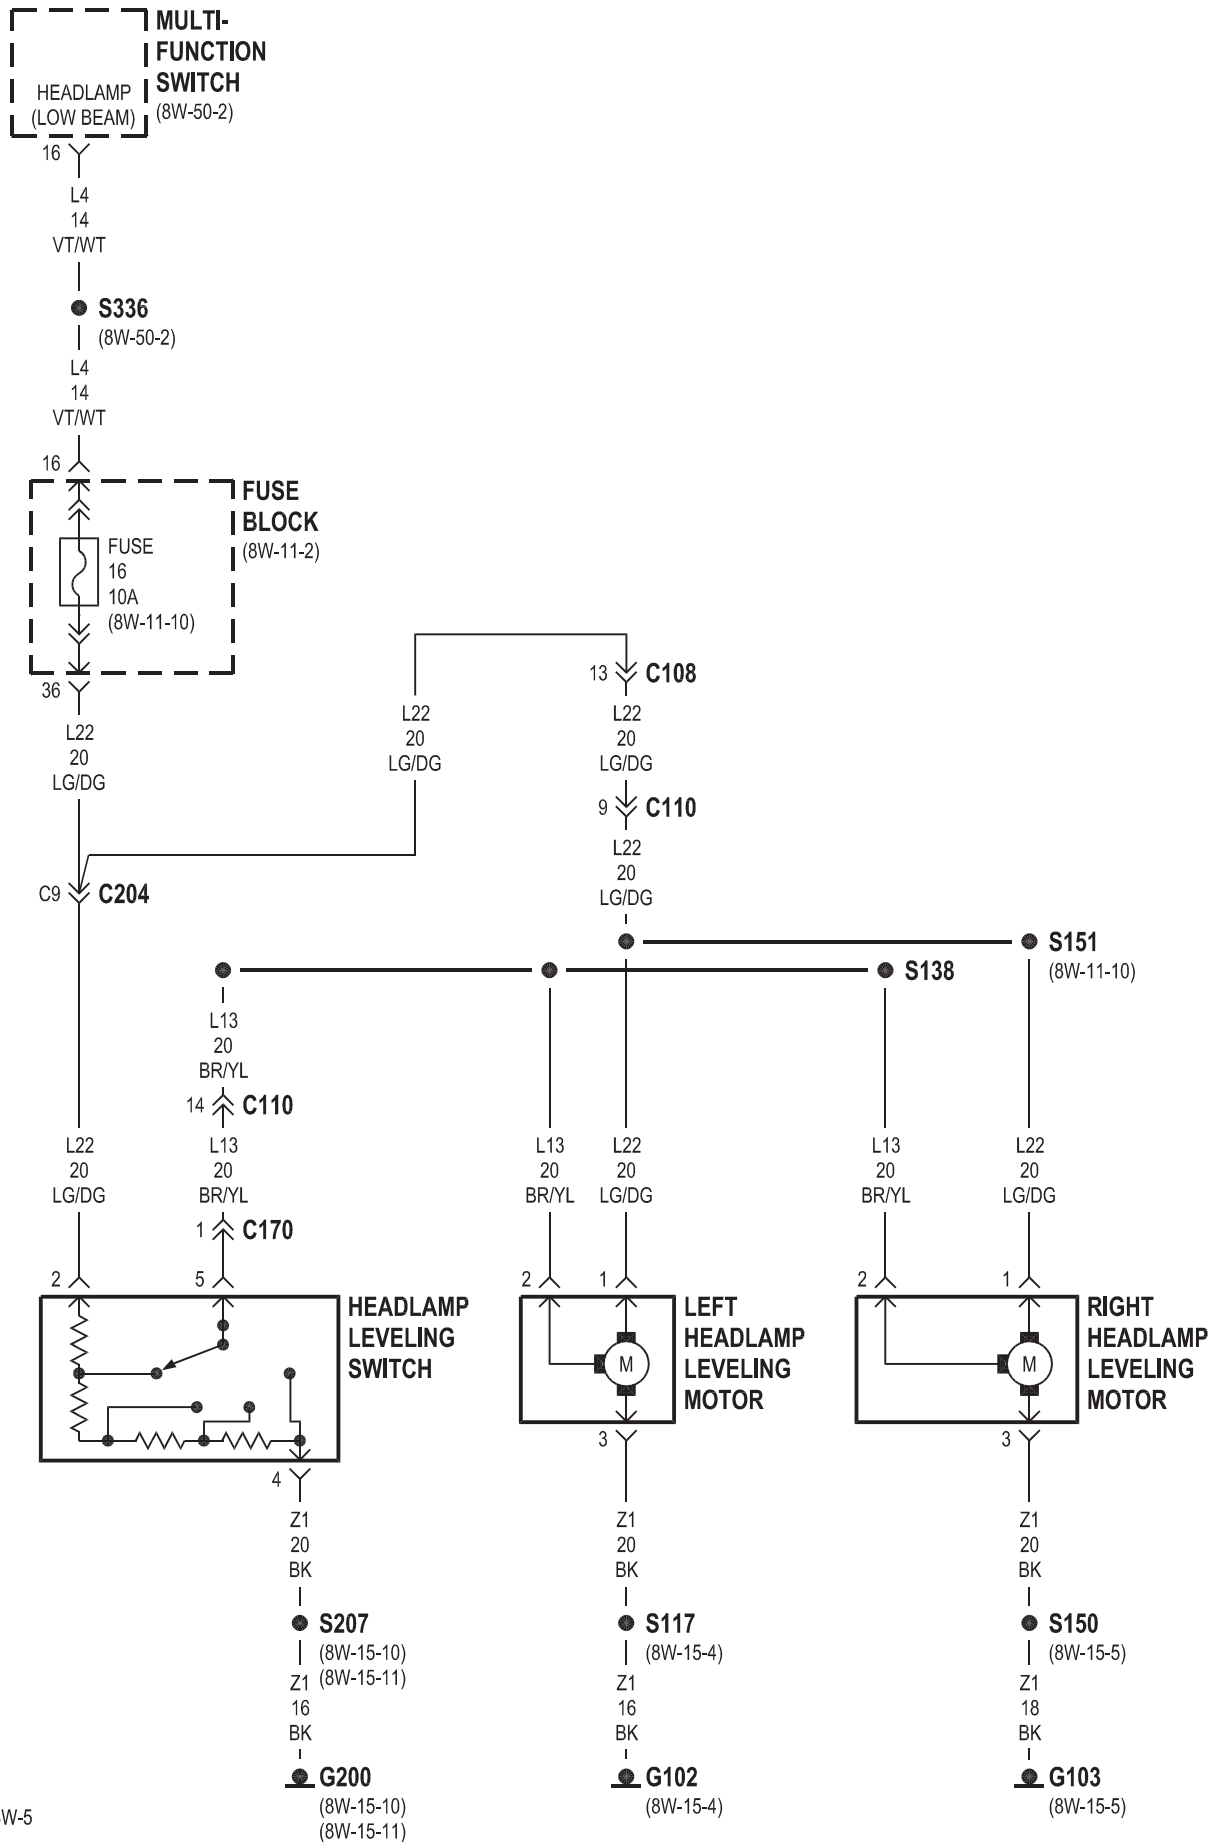 MULTI-
FUNCTION
SWITCH
(8W-50-2)
HEADLAMP
(LOW BEAM)
16
L4
14
VT/WT
S336
(8W-50-2)
L4
14
VT/WT
16
FUSE
BLOCK
(8W-11-2)
FUSE
16
10A
(8W-11-10)
36
L22
20
LG/DG
L22
20
LG/DG
13 C108
L22
20
LG/DG
9 C110
L22
20
LG/DG
C9 C204
S151
(8W-11-10)
S138
L13
20
BR/YL
14 C110
L22
20
LG/DG
L13
20
BR/YL
L13
20
BR/YL
L22
20
LG/DG
L13
20
BR/YL
L22
20
LG/DG
1 C170
2
5
HEADLAMP
LEVELING
SWITCH
4
2
1
LEFT
HEADLAMP
LEVELING
MOTOR
M
3
2
1
RIGHT
HEADLAMP
LEVELING
MOTOR
M
3
Z1
20
BK
S207
(8W-15-10)
(8W-15-11)
Z1
16
BK
G200
(8W-15-10)
(8W-15-11)
Z1
20
BK
S117
(8W-15-4)
Z1
16
BK
G102
(8W-15-4)
Z1
20
BK
S150
(8W-15-5)
Z1
18
BK
G103
(8W-15-5)
W-5